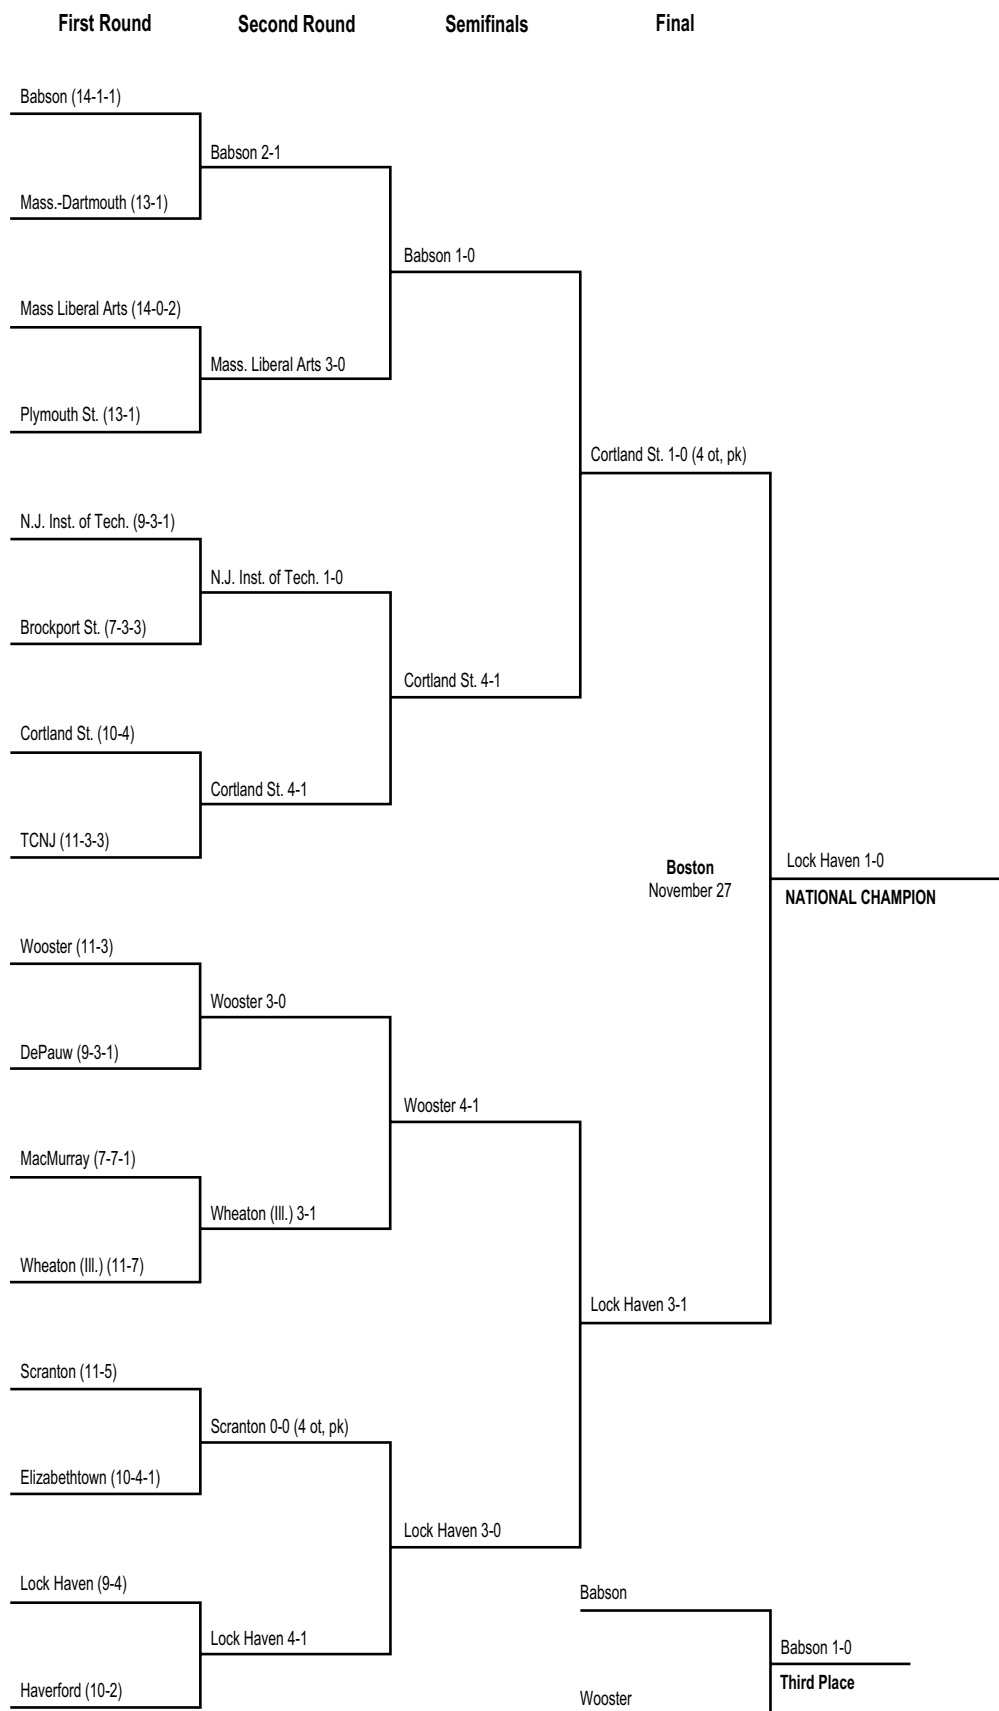 First Round
Second Round
Semifinals
Final
Babson (14-1-1)
Babson 2-1
Mass.-Dartmouth (13-1)
Babson 1-0
Mass Liberal Arts (14-0-2)
Mass. Liberal Arts 3-0
Plymouth St. (13-1)
Cortland St. 1-0 (4 ot, pk)
N.J. Inst. of Tech. (9-3-1)
N.J. Inst. of Tech. 1-0
Brockport St. (7-3-3)
Cortland St. 4-1
Cortland St. (10-4)
Cortland St. 4-1
TCNJ (11-3-3)
Boston
November 27
Lock Haven 1-0
NATIONAL CHAMPION
Wooster (11-3)
Wooster 3-0
DePauw (9-3-1)
Wooster 4-1
MacMurray (7-7-1)
Wheaton (Ill.) 3-1
Wheaton (Ill.) (11-7)
Lock Haven 3-1
Scranton (11-5)
Scranton 0-0 (4 ot, pk)
Elizabethtown (10-4-1)
Lock Haven 3-0
Lock Haven (9-4)
Lock Haven 4-1
Haverford (10-2)
Babson
Babson 1-0
Third Place
Wooster